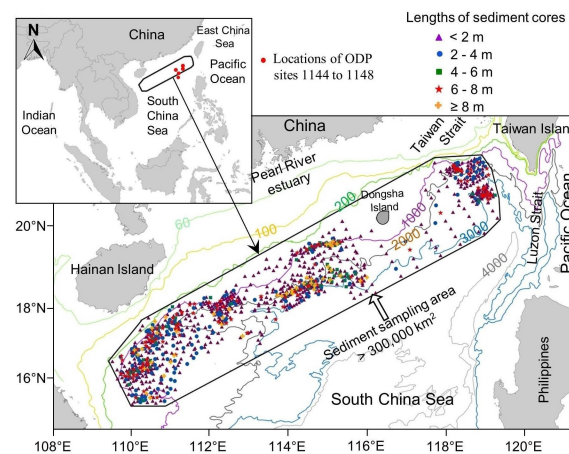 N
China
East China
Sea
Pacific
Ocean
South
China
Sea
Indian
Ocean
Locations of ODP
sites 1144 to 1148
Lengths of sediment cores
< 2 m
2 - 4 m
4 - 6 m
6 - 8 m
≥ 8 m
China
Taiwan
Strait
Taiwan Islan
Pearl River
estuary
Dongsha
Island
Luzon Strait
Pacific Ocean
Hainan Island
60
100
200
1000
2000
3000
4000
Sediment sampling area
> 300,000 km²
South China Sea
Philippines
20°N
18°N
16°N
108°E
110°E
112°E
114°E
116°E
118°E
120°E